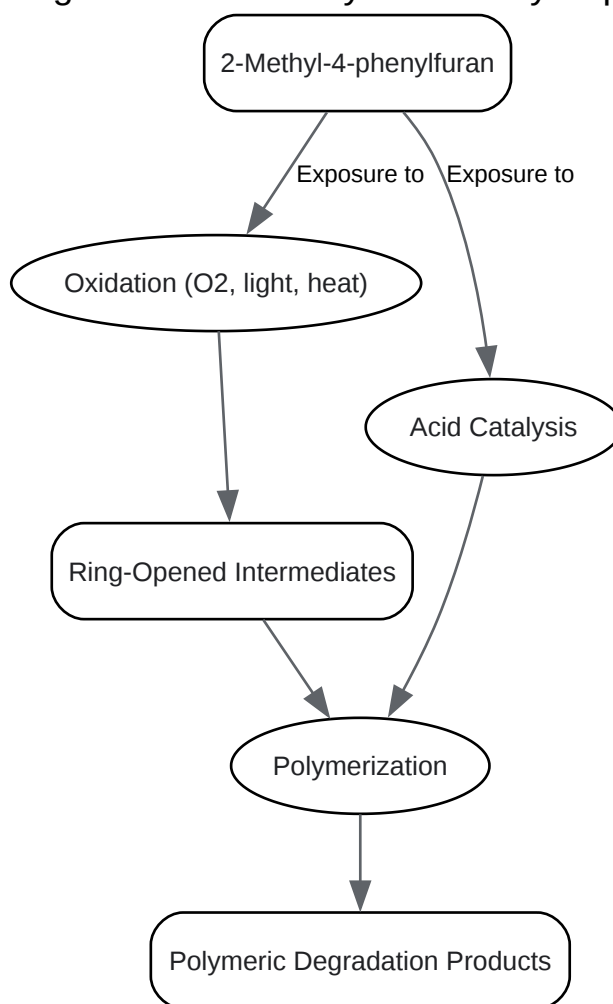 2-Methyl-4-phenylfuran
Exposure to
Exposure to
Oxidation (O2, light, heat)
Acid Catalysis
Ring-Opened Intermediates
Polymerization
Polymeric Degradation Products